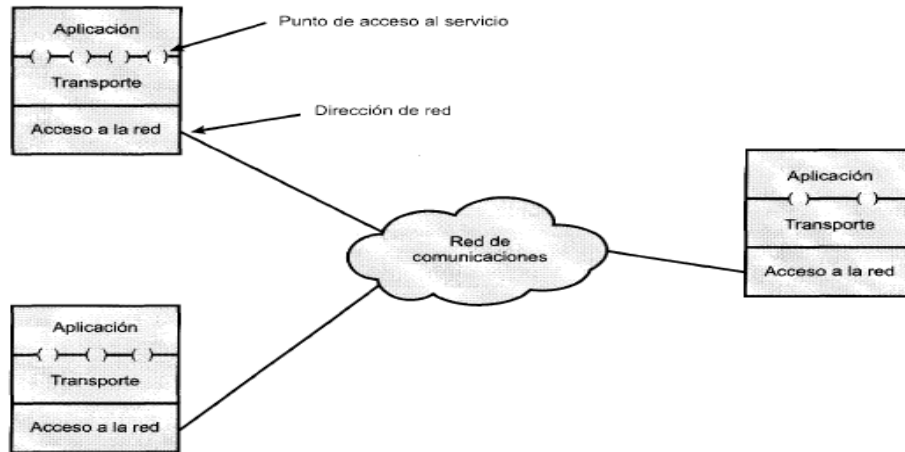 Aplicación
Punto de acceso al servicio
Transporte
Acceso a la red
Dirección de red
Red de
comunicaciones
Aplicación
Transporte
Acceso a la red
Aplicación
Transporte
Acceso a la red